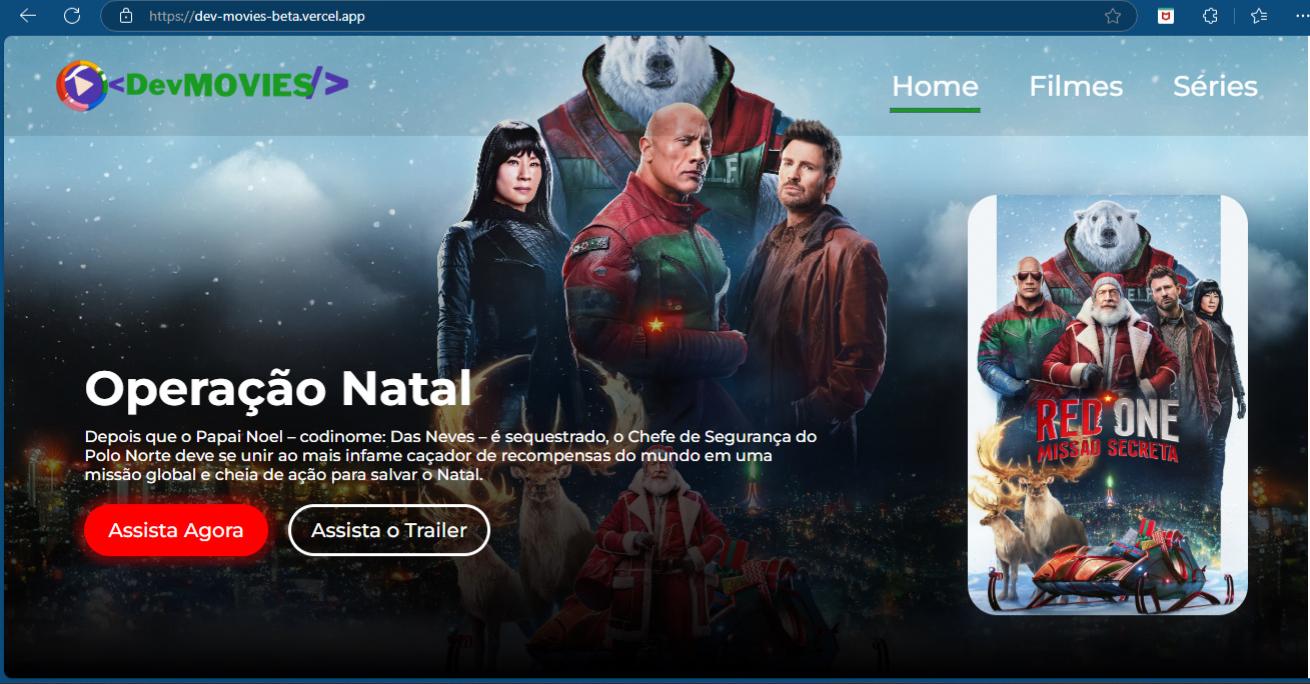 https://dev-movies-beta.vercel.app
<DevMOVIES/>
Home
Filmes
Séries
Operação Natal
Depois que o Papai Noel – codinome: Das Neves – é sequestrado, o Chefe de Segurança do
Polo Norte deve se unir ao mais infame caçador de recompensas do mundo em uma
missão global e cheia de ação para salvar o Natal.
Assista Agora
Assista o Trailer
RED ONE
MISSÃO SECRETA